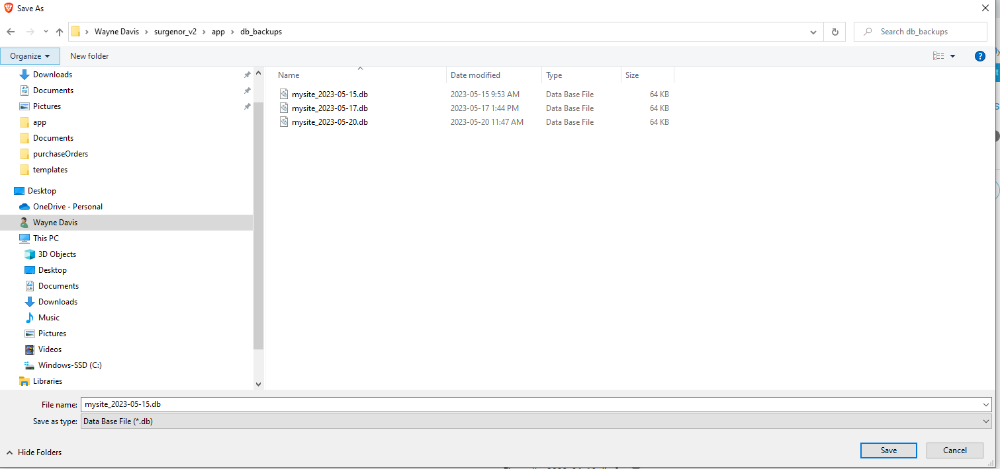 Save As
Wayne Davis › surgenor_v2 › app › db_backups
Search db_backups
Organize
New folder
Downloads
Documents
Pictures
app
Documents
purchaseOrders
templates
Desktop
OneDrive - Personal
Wayne Davis
This PC
3D Objects
Desktop
Documents
Downloads
Music
Pictures
Videos
Windows-SSD (C:)
Libraries
Name Date modified Type Size
mysite_2023-05-15.db 2023-05-15 9:53 AM Data Base File 64 KB
mysite_2023-05-17.db 2023-05-17 1:44 PM Data Base File 64 KB
mysite_2023-05-20.db 2023-05-20 11:47 AM Data Base File 64 KB
File name: mysite_2023-05-15.db
Save as type: Data Base File (*.db)
Hide Folders
Save
Cancel